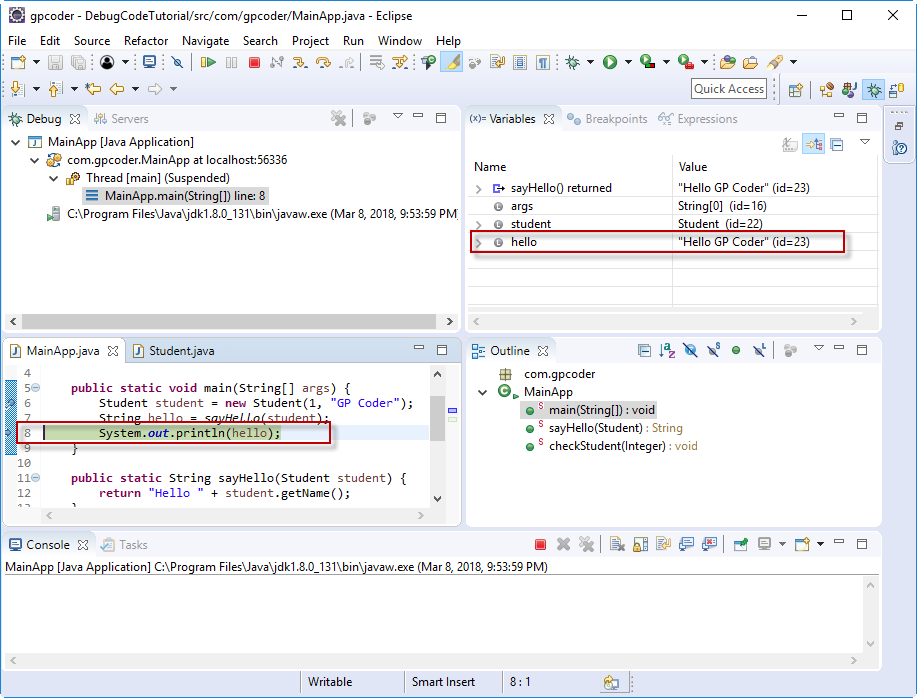 gpcoder - DebugCodeTutorial/src/com/gpcoder/MainApp.java - Eclipse
File Edit Source Refactor Navigate Search Project Run Window Help
Quick Access
Debug Servers
MainApp [Java Application]
com.gpcoder.MainApp at localhost:56336
Thread [main] (Suspended)
MainApp.main(String[]) line: 8
C:\Program Files\Java\jdk1.8.0_131\bin\javaw.exe (Mar 8, 2018, 9:53:59 PM)
(x)= Variables Breakpoints Expressions
Name Value
sayHello() returned "Hello GP Coder" (id=23)
args String[0] (id=16)
student Student (id=22)
hello "Hello GP Coder" (id=23)
MainApp.java Student.java
4
5 public static void main(String[] args) {
6 Student student = new Student(1, "GP Coder");
7 String hello = sayHello(student);
8 System.out.println(hello);
9 }
10
11 public static String sayHello(Student student) {
12 return "Hello " + student.getName();
13 }
Outline
com.gpcoder
MainApp
main(String[]) : void
sayHello(Student) : String
checkStudent(Integer) : void
Console Tasks
MainApp [Java Application] C:\Program Files\Java\jdk1.8.0_131\bin\javaw.exe (Mar 8, 2018, 9:53:59 PM)
Writable Smart Insert 8 : 1